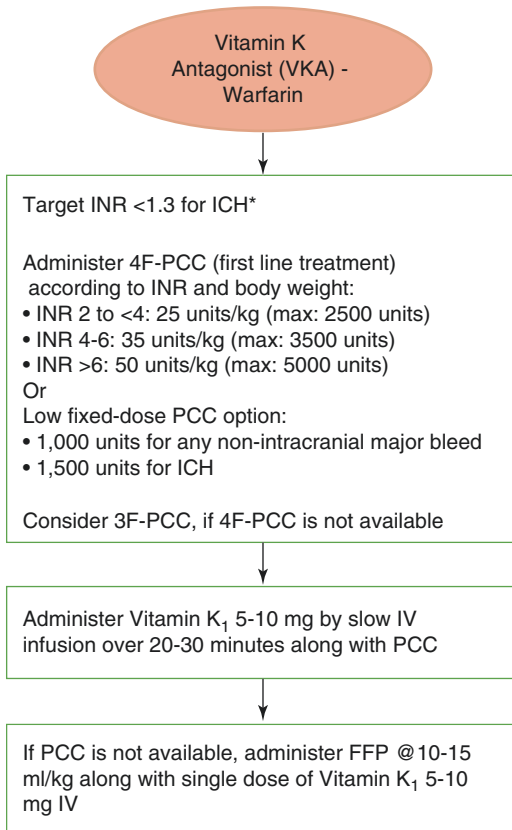 Vitamin K
Antagonist (VKA) -
Warfarin
Target INR <1.3 for ICH*
Administer 4F-PCC (first line treatment)
according to INR and body weight:
• INR 2 to <4: 25 units/kg (max: 2500 units)
• INR 4-6: 35 units/kg (max: 3500 units)
• INR >6: 50 units/kg (max: 5000 units)
Or
Low fixed-dose PCC option:
• 1,000 units for any non-intracranial major bleed
• 1,500 units for ICH
Consider 3F-PCC, if 4F-PCC is not available
Administer Vitamin K₁ 5-10 mg by slow IV
infusion over 20-30 minutes along with PCC
If PCC is not available, administer FFP @10-15
ml/kg along with single dose of Vitamin K₁ 5-10
mg IV